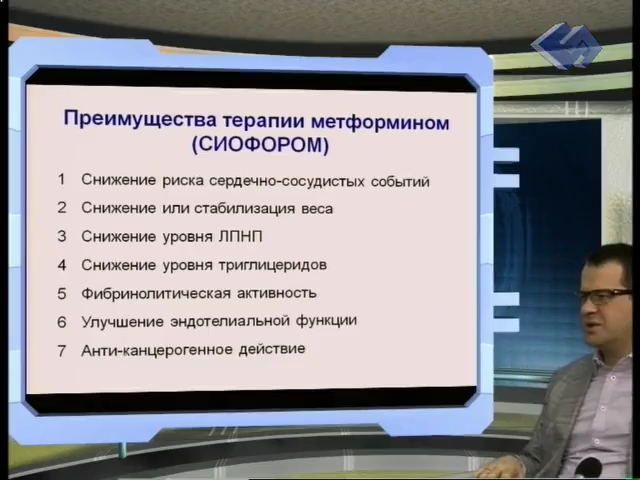 Преимущества терапии метформином
(СИОФОРОМ)
1 Снижение риска сердечно-сосудистых событий
2 Снижение или стабилизация веса
3 Снижение уровня ЛПНП
4 Снижение уровня триглицеридов
5 Фибринолитическая активность
6 Улучшение эндотелиальной функции
7 Анти-канцерогенное действие